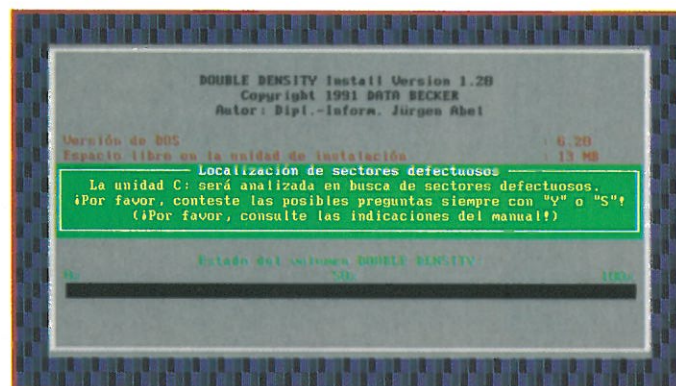 DOUBLE DENSITY Install Version 1.20
Copyright 1991 DATA BECKER
Autor: Dipl.-Inform. Jürgen Abel
Versión de DOS : 6.20
Espacio libre en la unidad de instalación : 13 MB
Localización de sectores defectuosos
La unidad C: será analizada en busca de sectores defectuosos.
¡Por favor, conteste las posibles preguntas siempre con "Y" o "S"!
(¡Por favor, consulte las indicaciones del manual!)
Estado del volumen DOUBLE DENSITY
0% 50% 100%